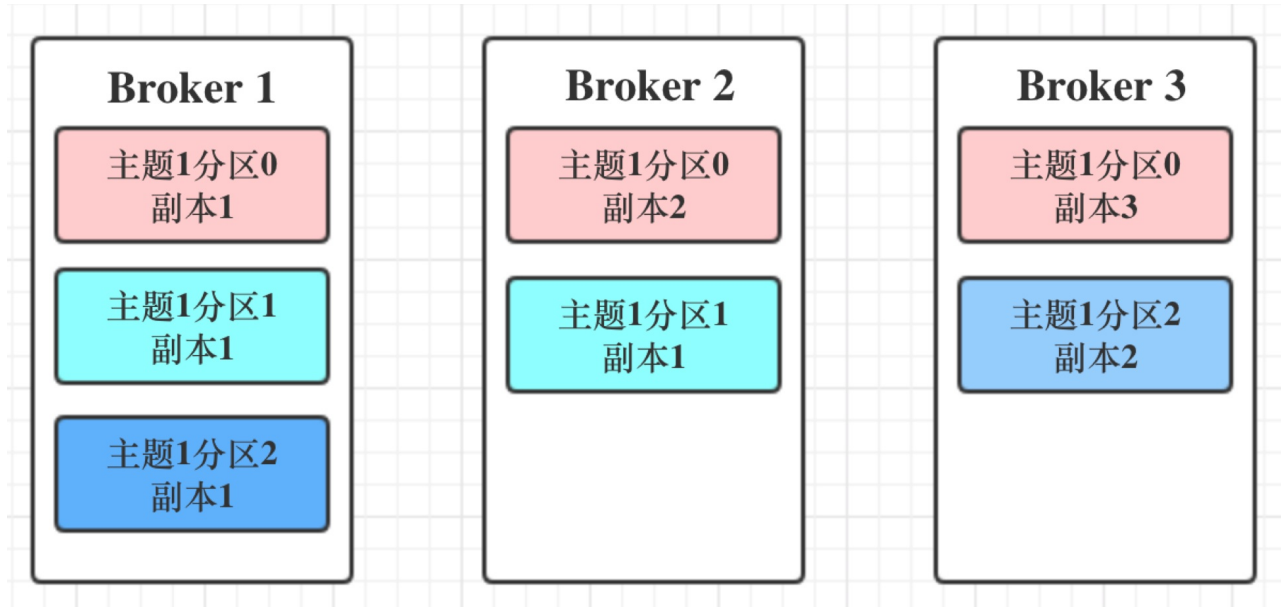 Broker 1
主题1分区0
副本1
主题1分区1
副本1
主题1分区2
副本1
Broker 2
主题1分区0
副本2
主题1分区1
副本1
Broker 3
主题1分区0
副本3
主题1分区2
副本2